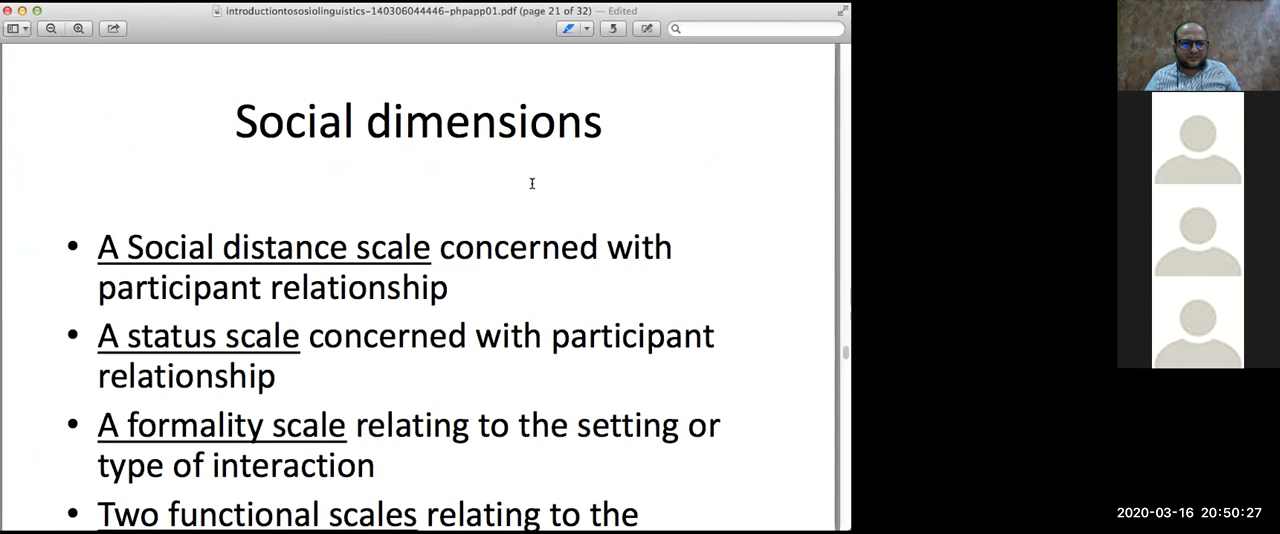 introductiontososiolinguistics-140306044446-phpapp01.pdf (page 21 of 32) — Edited
Social dimensions
• A Social distance scale concerned with
participant relationship
• A status scale concerned with participant
relationship
• A formality scale relating to the setting or
type of interaction
• Two functional scales relating to the
2020-03-16 20:50:27